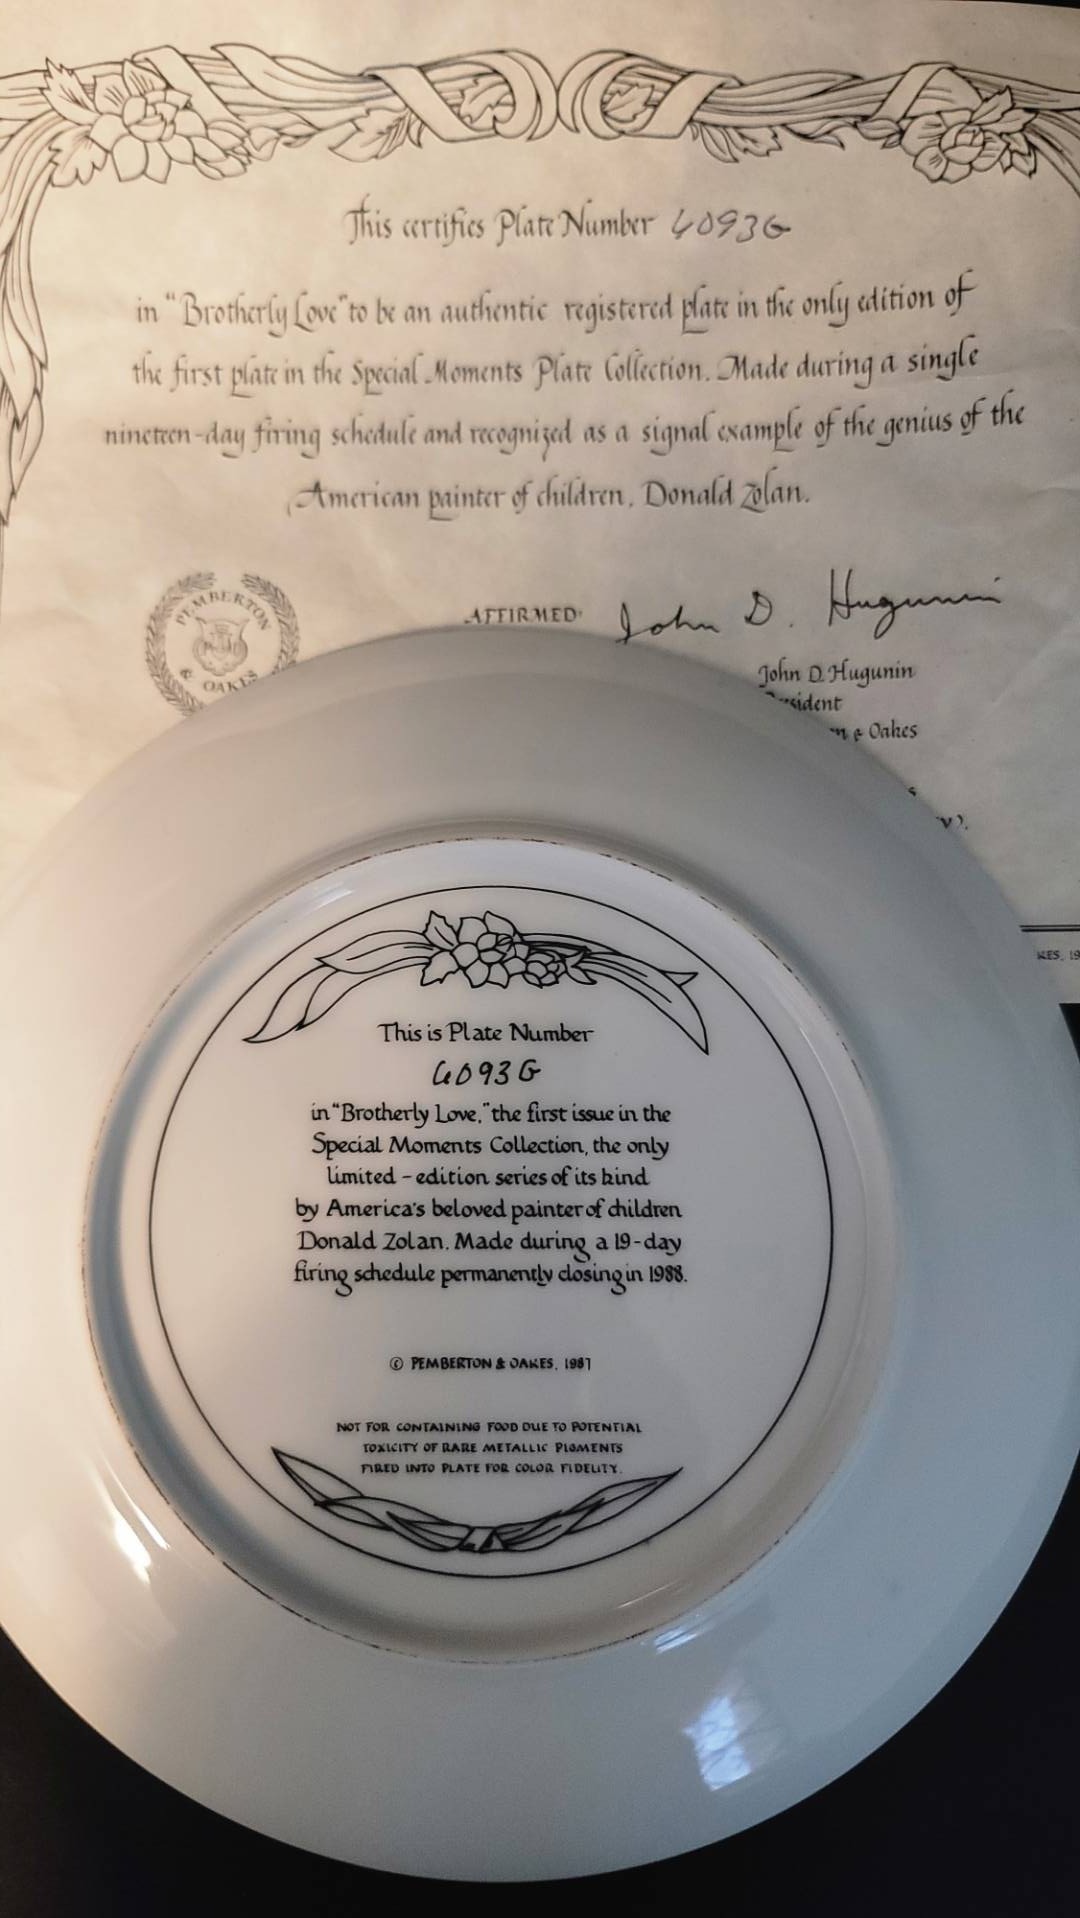 This certifies Plate Number 6093G
in "Brotherly Love" to be an authentic registered plate in the only edition of
the first plate in the Special Moments Plate Collection. Made during a single
nineteen-day firing schedule and recognized as a signal example of the genius of the
American painter of children, Donald Zolan.
PEMBERTON
& OAKES
AFFIRMED:
John D. Hugunin
John D. Hugunin
& Oakes
This is Plate Number
6093G
in "Brotherly Love," the first issue in the
Special Moments Collection, the only
limited - edition series of its kind
by America's beloved painter of children
Donald Zolan. Made during a 19-day
firing schedule permanently closing in 1988.
© PEMBERTON & OAKES, 1987
NOT FOR CONTAINING FOOD DUE TO POTENTIAL
TOXICITY OF RARE METALLIC PIGMENTS
FIRED INTO PLATE FOR COLOR FIDELITY.